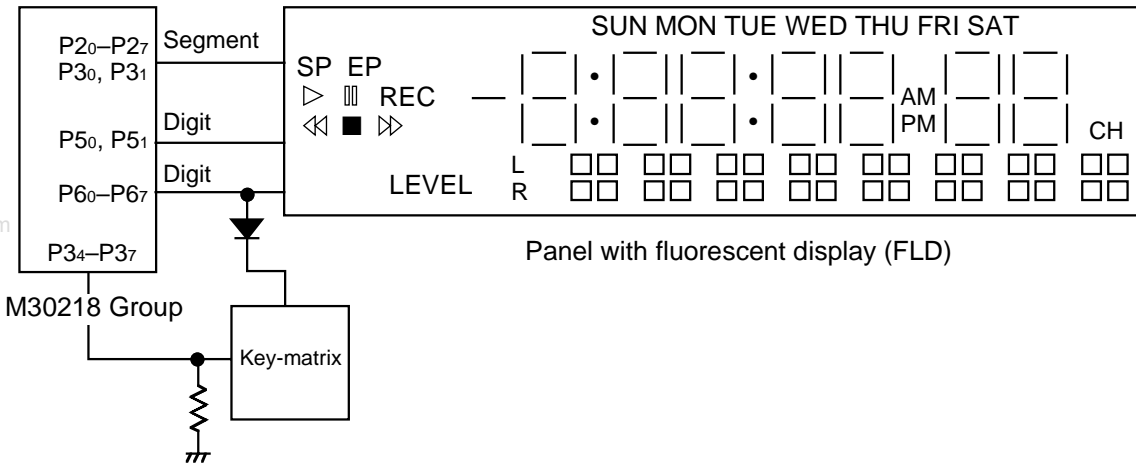 P20–P27
P30, P31
Segment
P50, P51
Digit
P60–P67
Digit
P34–P37
M30218 Group
Key-matrix
SUN MON TUE WED THU FRI SAT
SP EP
REC
AM
PM
CH
LEVEL
L
R
Panel with fluorescent display (FLD)
m